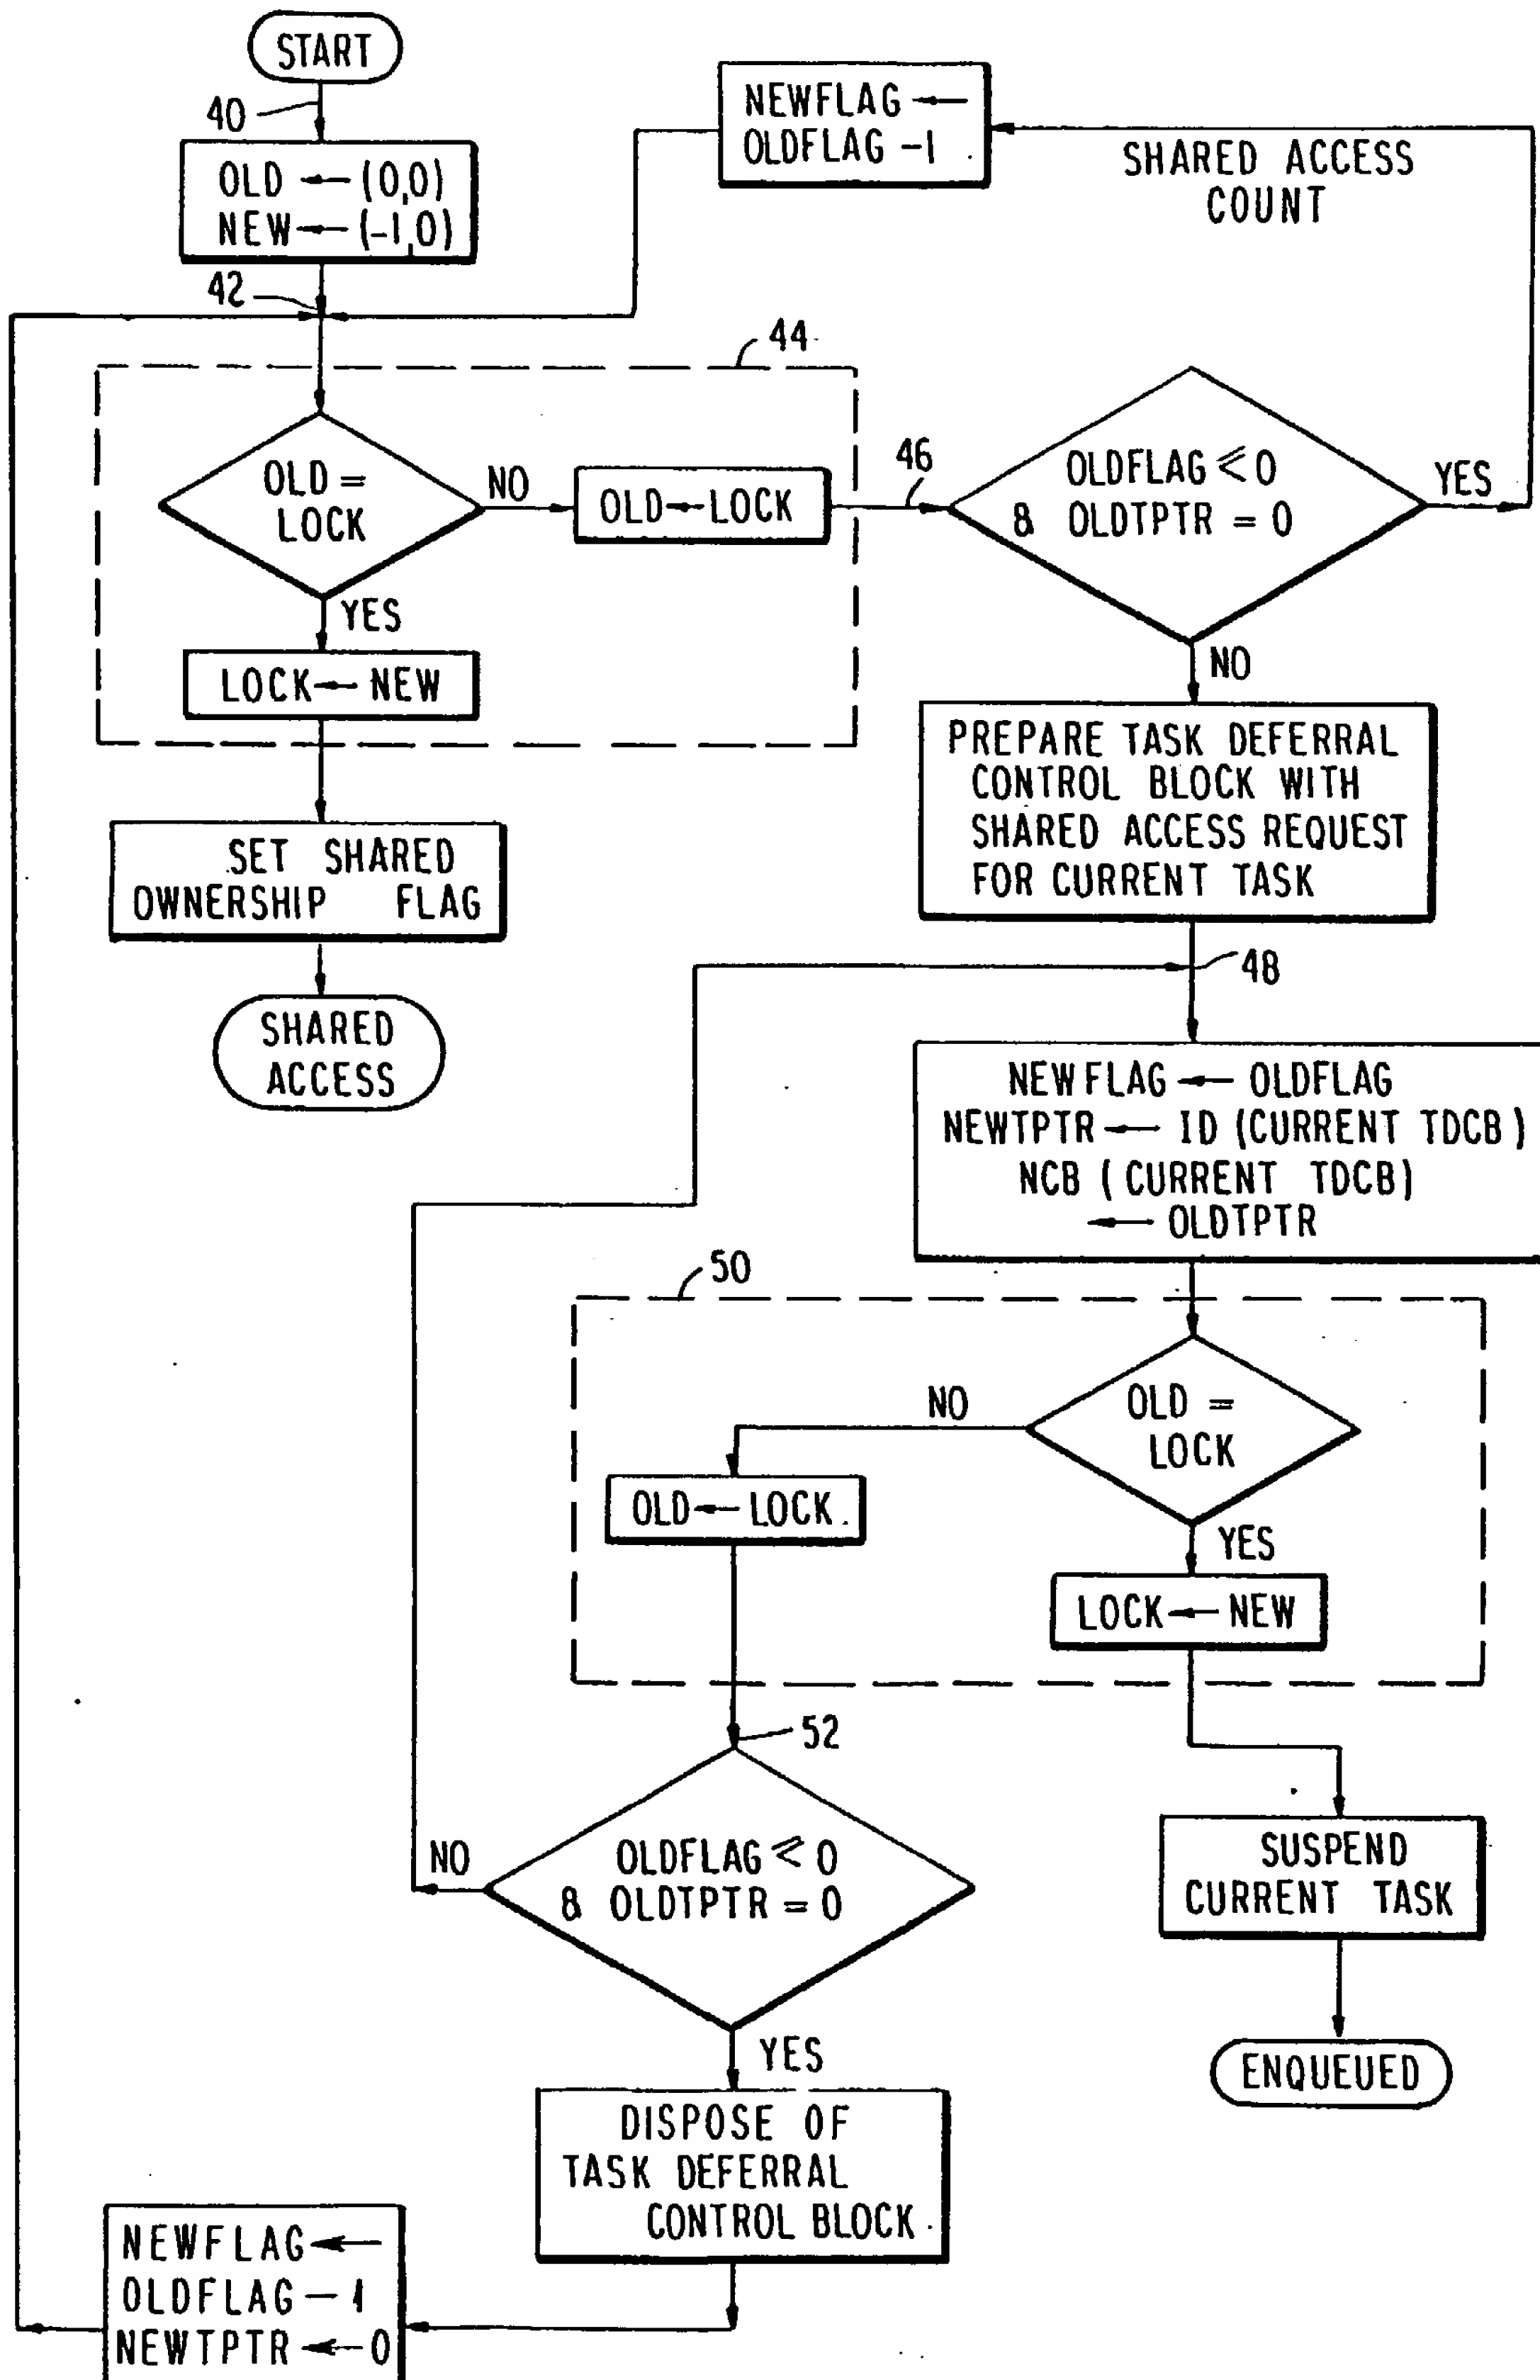 START
40
OLD ← (0,0)
NEW ← (-1,0)
42
NEWFLAG ←
OLDFLAG -1
SHARED ACCESS
COUNT
44
OLD =
LOCK
NO
OLD ← LOCK
46
OLDFLAG ≤ 0
& OLDTPTR = 0
YES
YES
LOCK ← NEW
NO
SET SHARED
OWNERSHIP FLAG
SHARED
ACCESS
PREPARE TASK DEFERRAL
CONTROL BLOCK WITH
SHARED ACCESS REQUEST
FOR CURRENT TASK
48
NEWFLAG ← OLDFLAG
NEWTPTR ← ID (CURRENT TDCB)
NCB (CURRENT TDCB)
← OLDTPTR
50
OLD =
LOCK
NO
OLD ← LOCK
YES
LOCK ← NEW
52
OLDFLAG ≤ 0
& OLDTPTR = 0
NO
SUSPEND
CURRENT TASK
ENQUEUED
YES
DISPOSE OF
TASK DEFERRAL
CONTROL BLOCK
NEWFLAG ←
OLDFLAG - 1
NEWTPTR ← 0